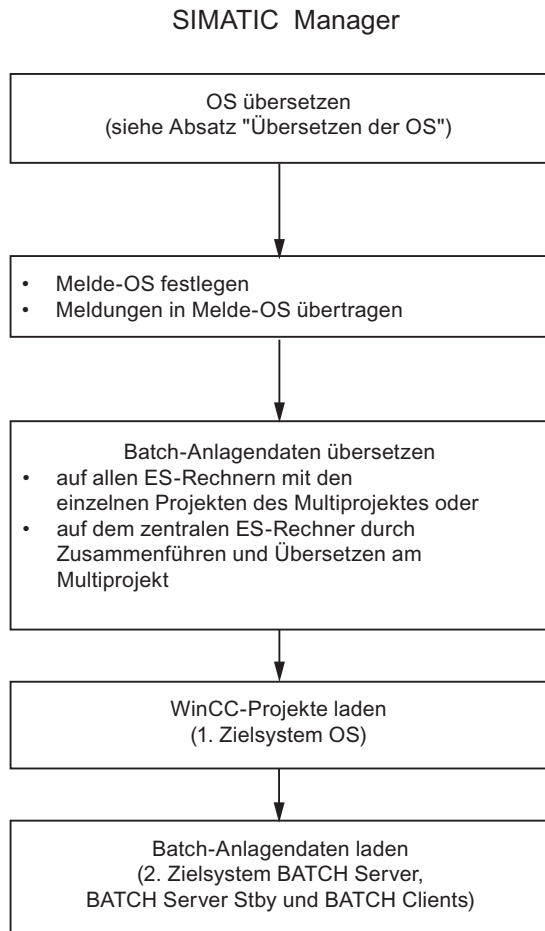 SIMATIC Manager
OS übersetzen
(siehe Absatz "Übersetzen der OS")
• Melde-OS festlegen
• Meldungen in Melde-OS übertragen
Batch-Anlagendaten übersetzen
• auf allen ES-Rechnern mit den
einzelnen Projekten des Multiprojektes oder
• auf dem zentralen ES-Rechner durch
Zusammenführen und Übersetzen am
Multiprojekt
WinCC-Projekte laden
(1. Zielsystem OS)
Batch-Anlagendaten laden
(2. Zielsystem BATCH Server,
BATCH Server Stby und BATCH Clients)